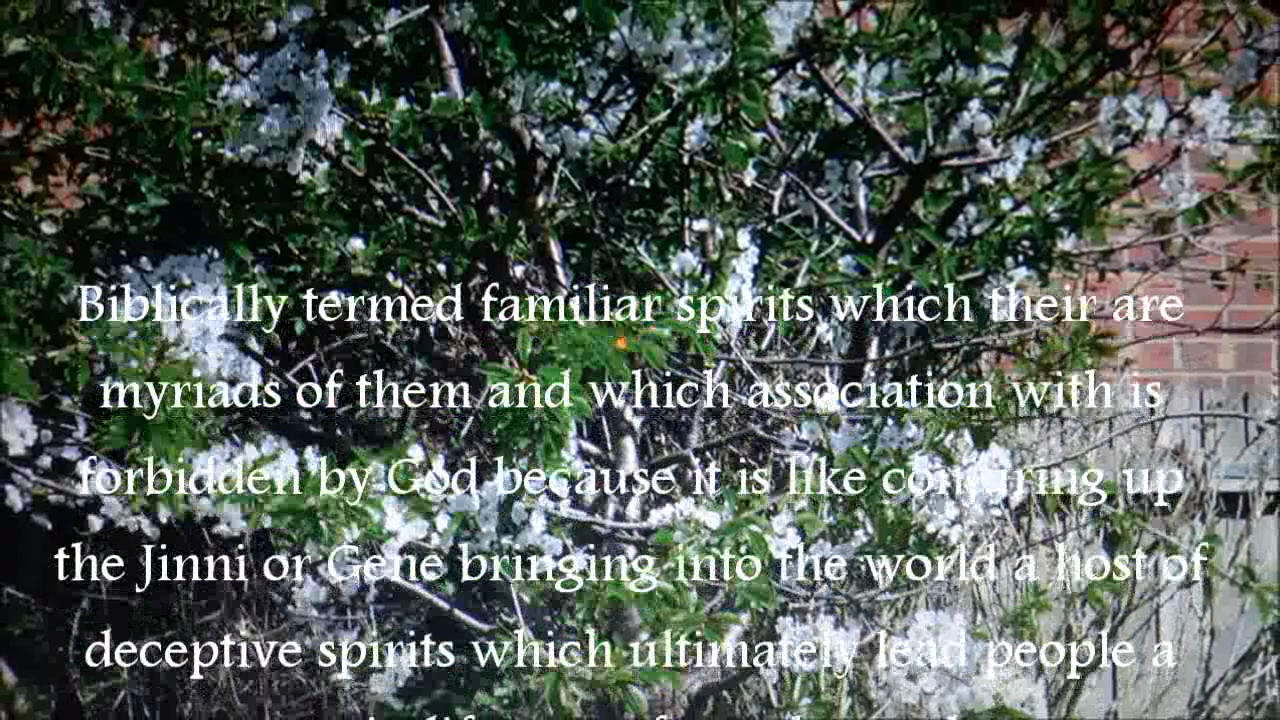 Biblically termed familiar spirits which their are
myriads of them and which association with is
forbidden by God because it is like conjuring up
the Jinni or Gene bringing into the world a host of
deceptive spirits which ultimately lead people a